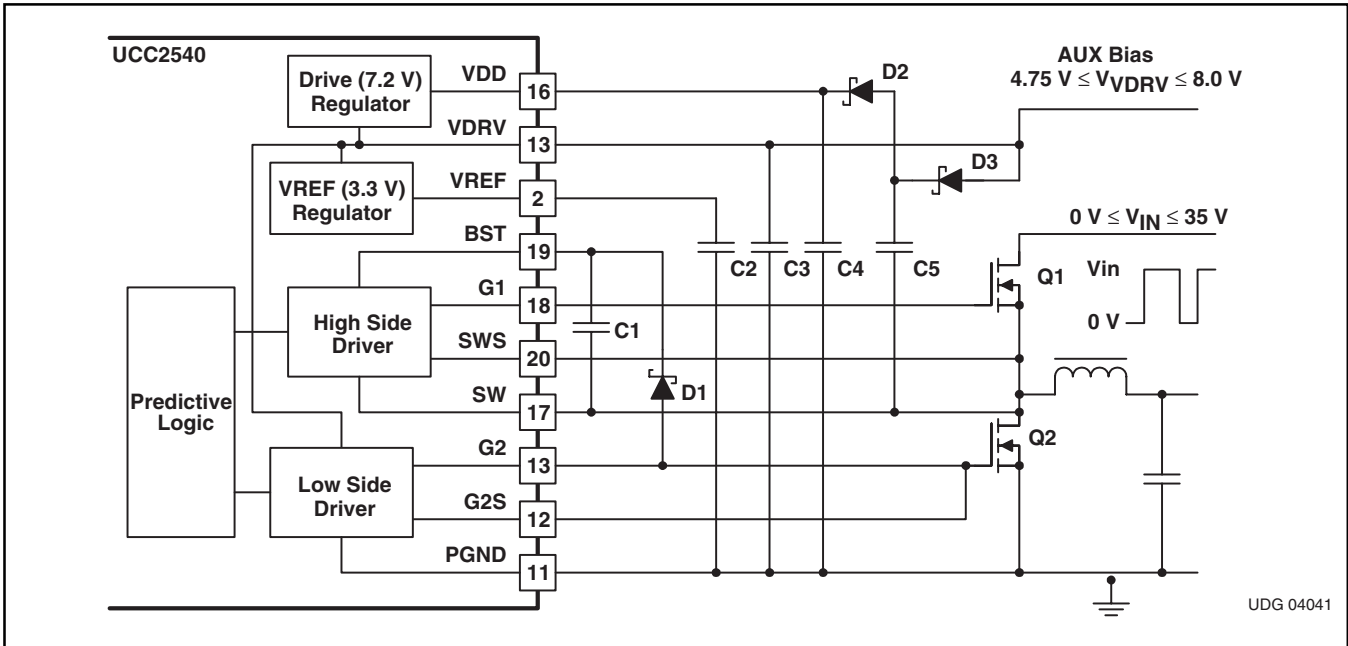 UCC2540
Drive (7.2 V)
Regulator
VDD
16
D2
AUX Bias
4.75 V ≤ VVDRV ≤ 8.0 V
VDRV
13
D3
VREF (3.3 V)
Regulator
VREF
2
0 V ≤ VIN ≤ 35 V
BST
19
C2
C3
C4
C5
Q1
Vin
0 V
Predictive
Logic
High Side
Driver
G1
18
C1
SWS
20
SW
17
D1
Q2
Low Side
Driver
G2
13
G2S
12
PGND
11
UDG 04041